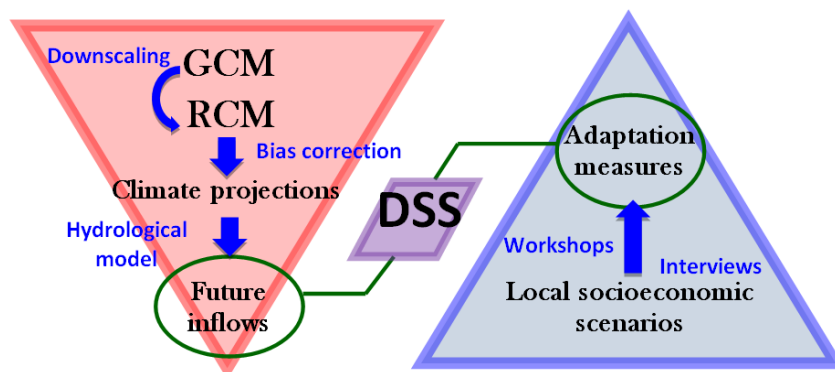 Downscaling
GCM
RCM
Bias correction
Climate projections
Hydrological
model
Future
inflows
DSS
Adaptation
measures
Workshops
Interviews
Local socioeconomic
scenarios